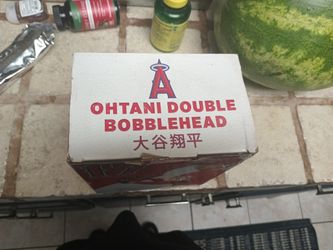 A
OHTANI DOUBLE
BOBBLEHEAD
大谷翔平